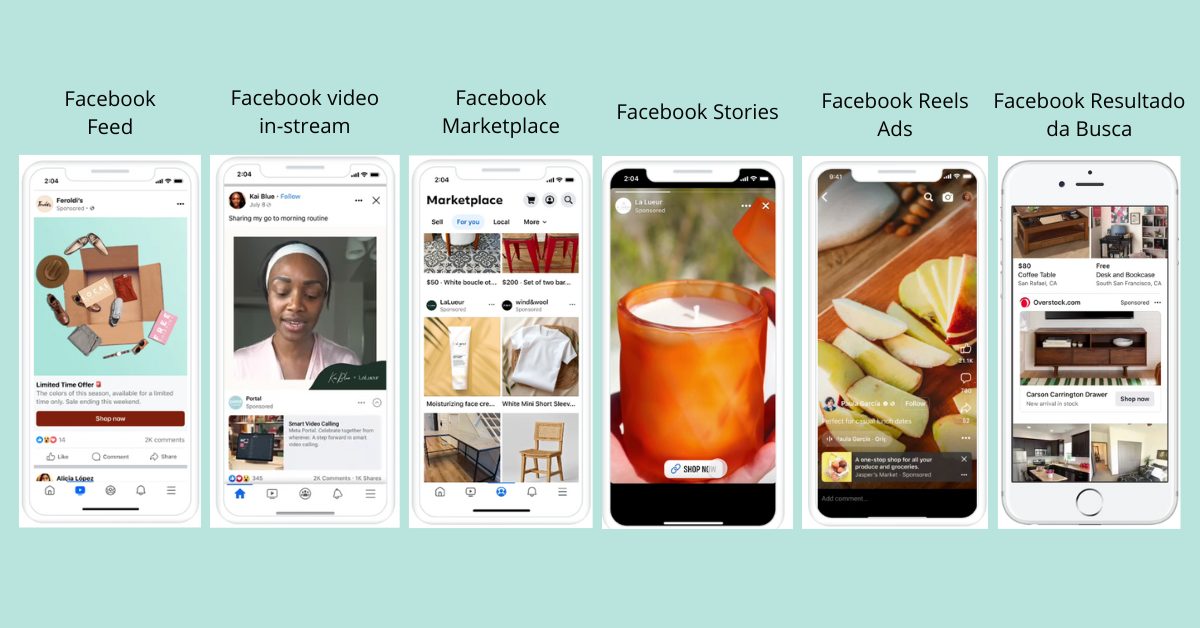 Facebook
Feed
Facebook video
in-stream
Facebook
Marketplace
Facebook Stories
Facebook Reels
Ads
Facebook Resultado
da Busca
2:04
Feroldi's
Sponsored
LOCAL
FREE
Limited Time Offer
The colors of this season, available for a limited
time only. Sale ending this weekend.
Shop now
14
2K comments
Like
Comment
Share
Alicia López
2:04
Kai Blue · Follow
July 8
Sharing my go to morning routine
Kai Blue + LaLueur
Portal
Sponsored
Smart Video Calling
Meta Portal. Celebrate together from
wherever. A step forward in smart
video calling.
345
2K Comments · 1K Shares
2:04
Marketplace
Sell
For you
Local
More
$50 · White boucle ot...
$200 · Set of two bar...
LaLueur
Sponsored
wind&wool
Sponsored
Moisturizing face cre...
White Mini Short Sleev...
2:04
La Lueur
Sponsored
SHOP NOW
9:41
21.1K
780
52
Paula García
Follow
Perfect for casual lunch dates
Paula García · Orig
A one-stop shop for all your
produce and groceries.
Jasper's Market · Sponsored
Add comment...
$80
Coffee Table
San Rafael, CA
Free
Desk and Bookcase
South San Francisco, CA
Overstock.com
Sponsored
Carson Carrington Drawer
New arrival in stock
Shop now